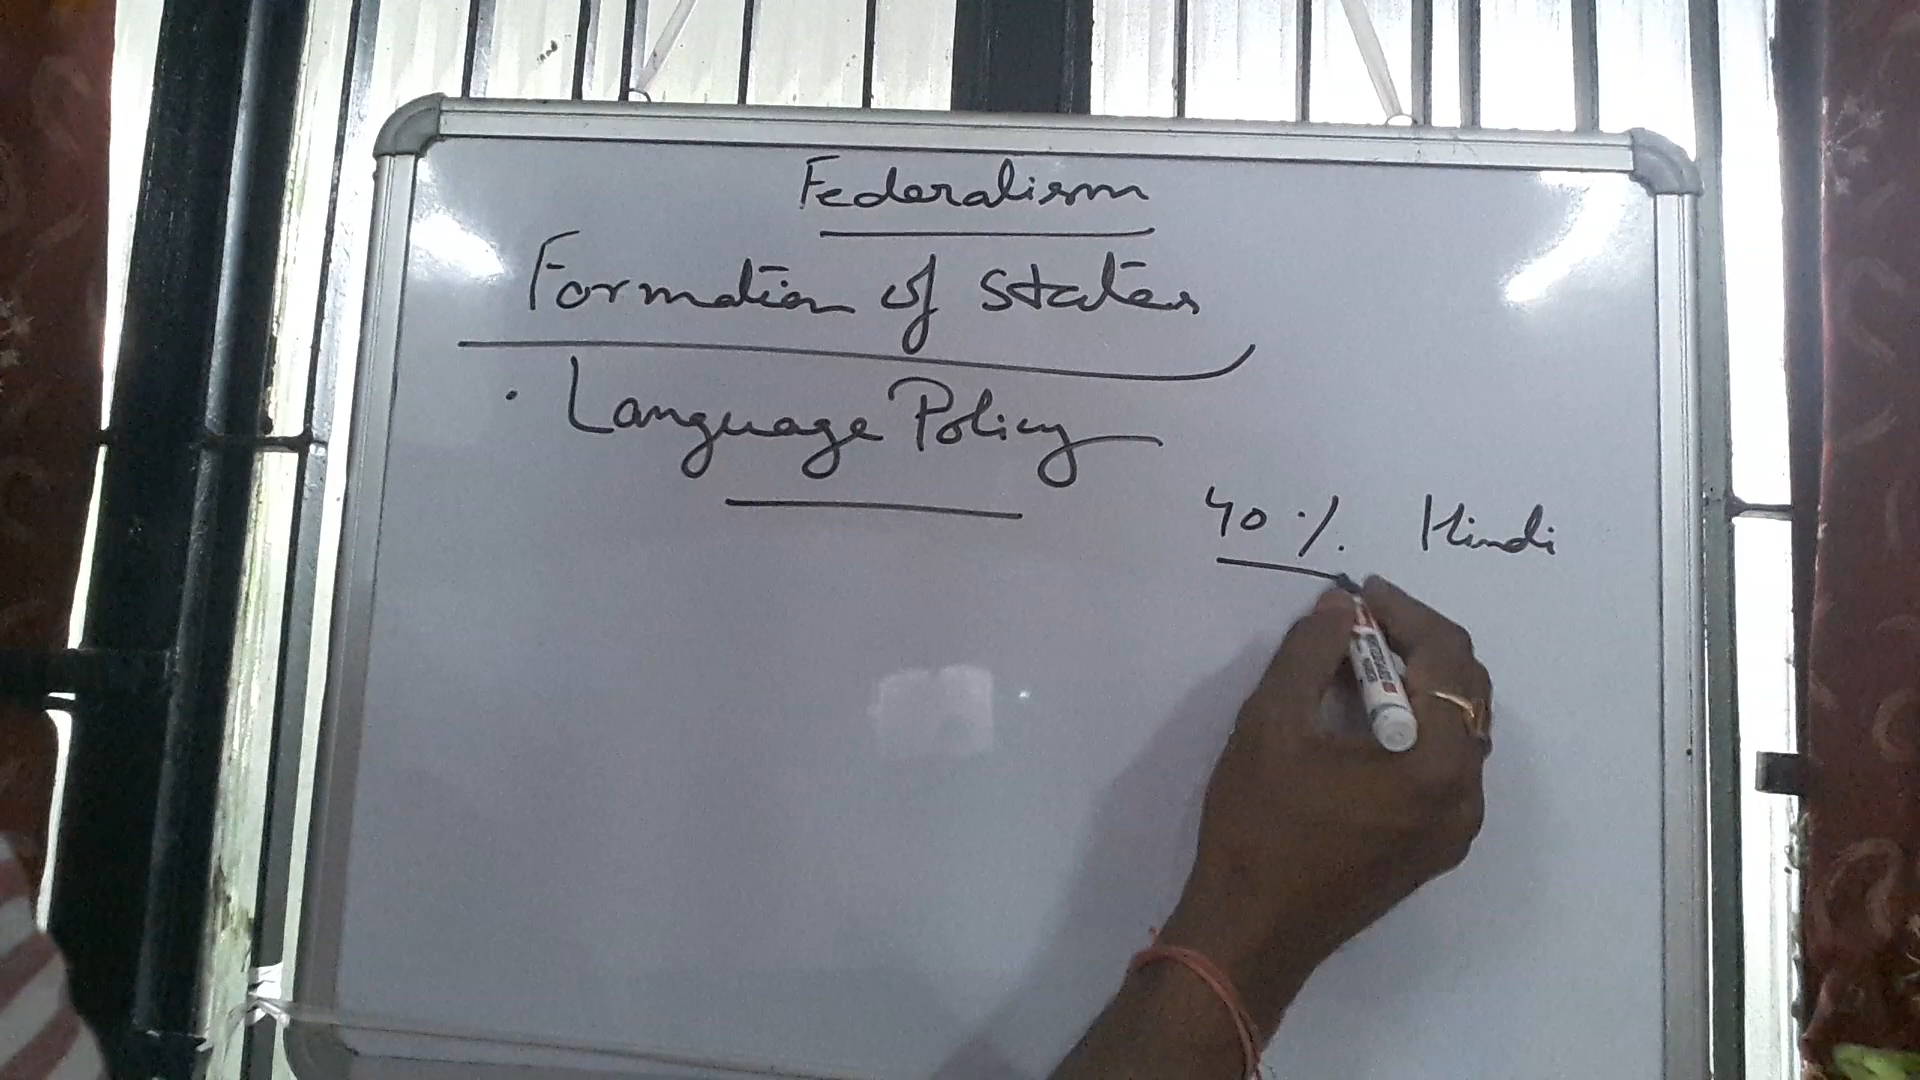 Federalism
Formation of states
· Language Policy
40 %. Hindi